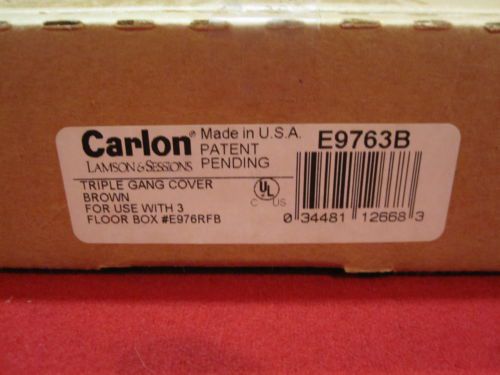 Carlon® Made in U.S.A.
LAMSON & SESSIONS PATENT PENDING
E9763B
TRIPLE GANG COVER
BROWN
FOR USE WITH 3
FLOOR BOX #E976RFB
UL
C US
0 34481 12668 3